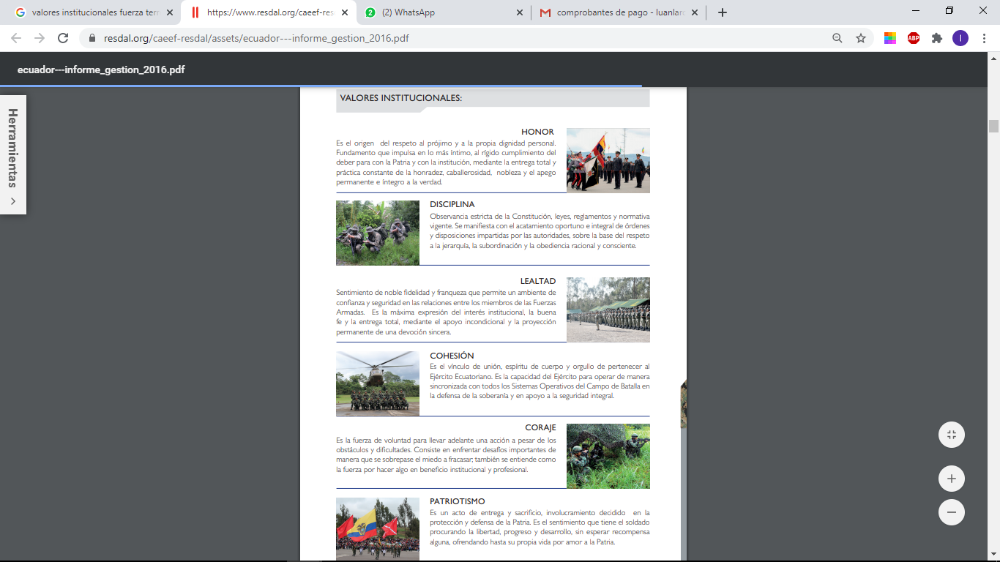 valores institucionales fuerza terr
https://www.resdal.org/caeef-res
(2) WhatsApp
comprobantes de pago - luanlar
resdal.org/caeef-resdal/assets/ecuador---informe_gestion_2016.pdf
ABP
I
ecuador---informe_gestion_2016.pdf
Herramientas
VALORES INSTITUCIONALES:
HONOR
Es el origen del respeto al prójimo y a la propia dignidad personal.
Fundamento que impulsa en lo más íntimo, al rígido cumplimiento del
deber para con la Patria y con la institución, mediante la entrega total y
práctica constante de la honradez, caballerosidad, nobleza y el apego
permanente e íntegro a la verdad.
DISCIPLINA
Observancia estricta de la Constitución, leyes, reglamentos y normativa
vigente. Se manifiesta con el acatamiento oportuno e integral de órdenes
y disposiciones impartidas por las autoridades, sobre la base del respeto
a la jerarquía, la subordinación y la obediencia racional y consciente.
LEALTAD
Sentimiento de noble fidelidad y franqueza que permite un ambiente de
confianza y seguridad en las relaciones entre los miembros de las Fuerzas
Armadas. Es la máxima expresión del interés institucional, la buena
fe y la entrega total, mediante el apoyo incondicional y la proyección
permanente de una devoción sincera.
COHESIÓN
Es el vínculo de unión, espíritu de cuerpo y orgullo de pertenecer al
Ejército Ecuatoriano. Es la capacidad del Ejército para operar de manera
sincronizada con todos los Sistemas Operativos del Campo de Batalla en
la defensa de la soberanía y en apoyo a la seguridad integral.
CORAJE
Es la fuerza de voluntad para llevar adelante una acción a pesar de los
obstáculos y dificultades. Consiste en enfrentar desafíos importantes de
manera que se sobrepase el miedo a fracasar; también se entiende como
la fuerza por hacer algo en beneficio institucional y profesional.
PATRIOTISMO
Es un acto de entrega y sacrificio, involucramiento decidido en la
protección y defensa de la Patria. Es el sentimiento que tiene el soldado
procurando la libertad, progreso y desarrollo, sin esperar recompensa
alguna, ofrendando hasta su propia vida por amor a la Patria.